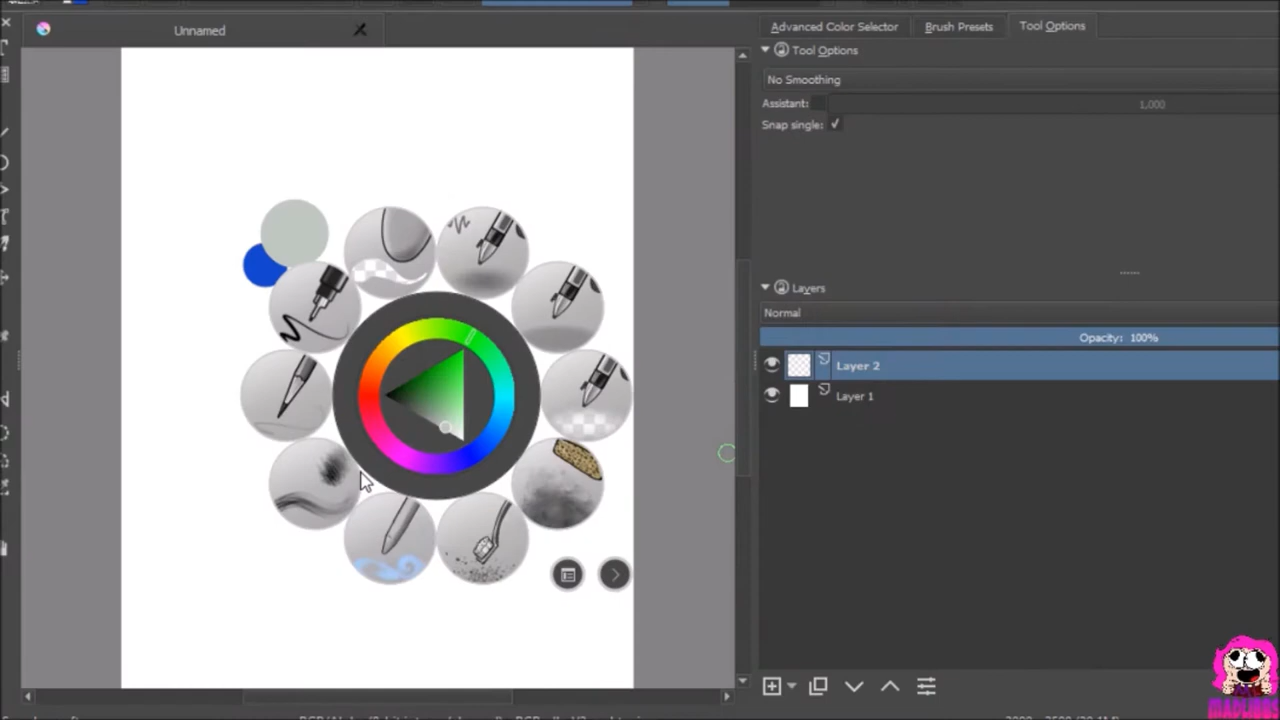 Unnamed
Advanced Color Selector
Brush Presets
Tool Options
Tool Options
No Smoothing
Assistant:
1,000
Snap single:
Layers
Normal
Opacity: 100%
Layer 2
Layer 1
MADLIBBS